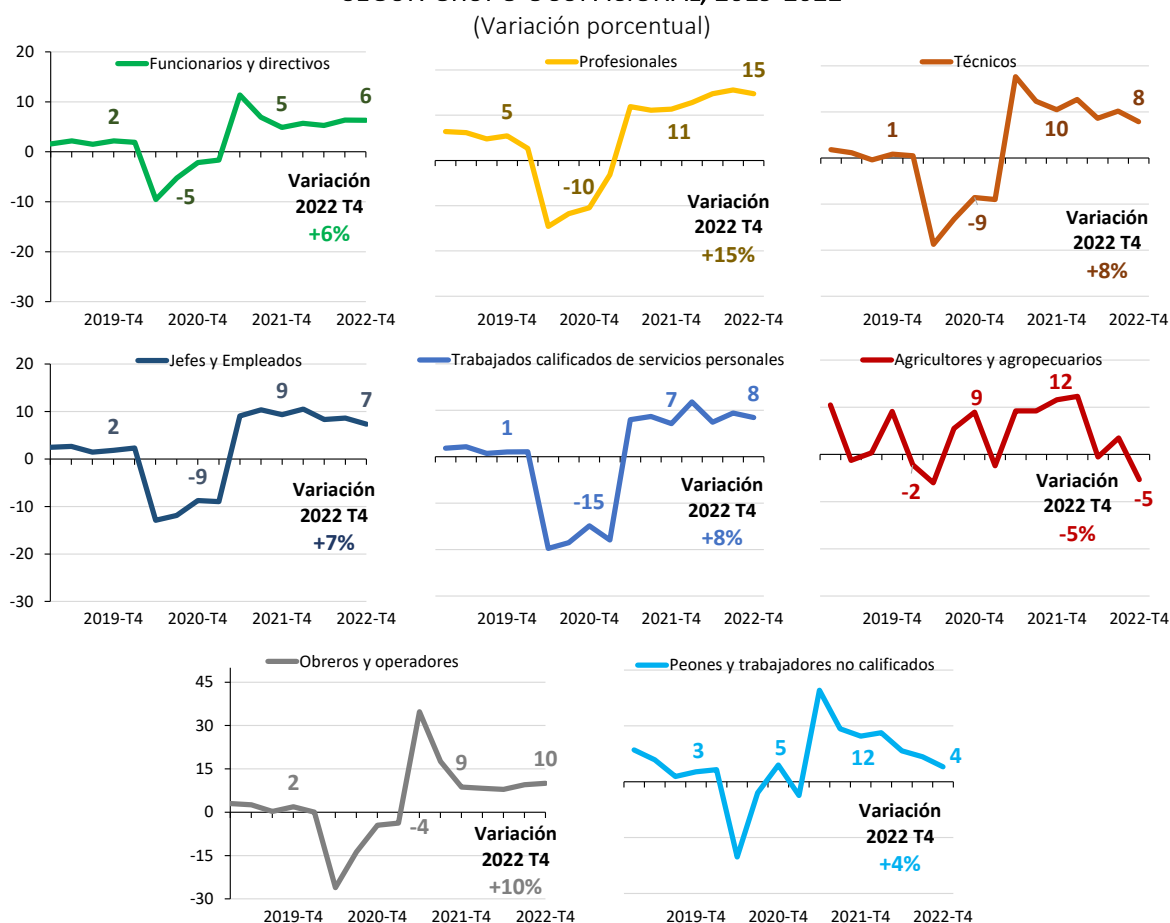 SEGÚN GRUPO OCUPACIONAL, 2019-2022
(Variación porcentual)
Funcionarios y directivos
20
10
0
-10
-20
-30
2
-5
5
6
Variación
2022 T4
+6%
2019-T4
2020-T4
2021-T4
2022-T4
Profesionales
5
-10
11
15
Variación
2022 T4
+15%
2019-T4
2020-T4
2021-T4
2022-T4
Técnicos
1
-9
10
8
Variación
2022 T4
+8%
2019-T4
2020-T4
2021-T4
2022-T4
Jefes y Empleados
20
10
0
-10
-20
-30
2
-9
9
7
Variación
2022 T4
+7%
2019-T4
2020-T4
2021-T4
2022-T4
Trabajados calificados de servicios personales
1
-15
7
8
Variación
2022 T4
+8%
2019-T4
2020-T4
2021-T4
2022-T4
Agricultores y agropecuarios
-2
9
12
-5
Variación
2022 T4
-5%
2019-T4
2020-T4
2021-T4
2022-T4
Obreros y operadores
45
30
15
0
-15
-30
2
-4
9
10
Variación
2022 T4
+10%
2019-T4
2020-T4
2021-T4
2022-T4
Peones y trabajadores no calificados
3
5
12
4
Variación
2022 T4
+4%
2019-T4
2020-T4
2021-T4
2022-T4